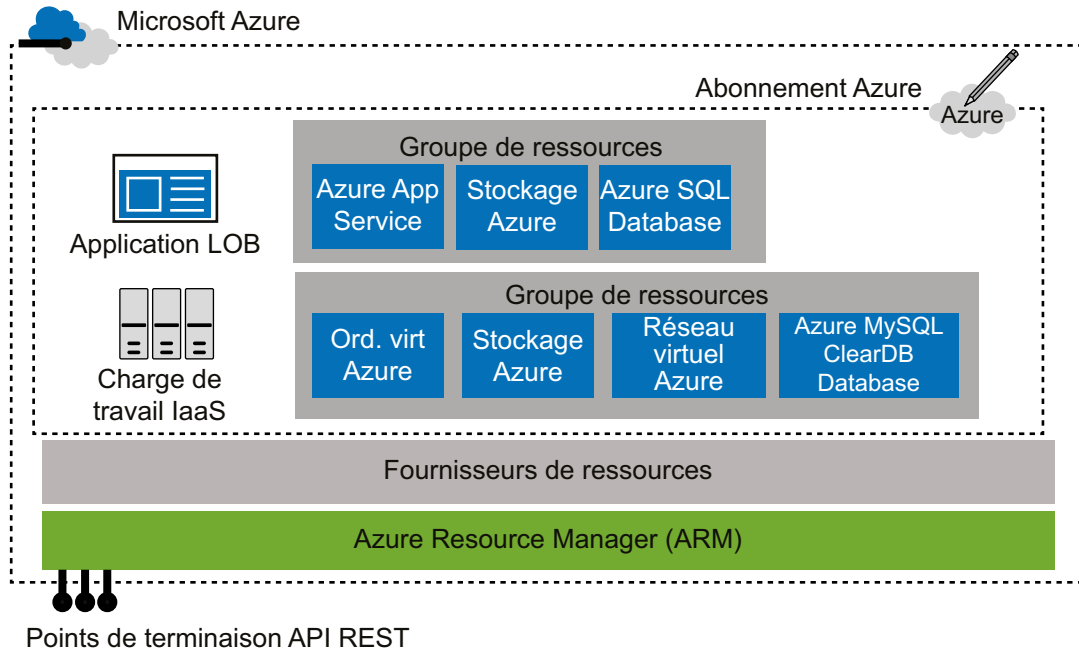 Microsoft Azure
Abonnement Azure
Azure
Groupe de ressources
Azure App
Service
Stockage
Azure
Azure SQL
Database
Application LOB
Groupe de ressources
Ord. virt
Azure
Stockage
Azure
Réseau
virtuel
Azure
Azure MySQL
ClearDB
Database
Charge de
travail IaaS
Fournisseurs de ressources
Azure Resource Manager (ARM)
Points de terminaison API REST